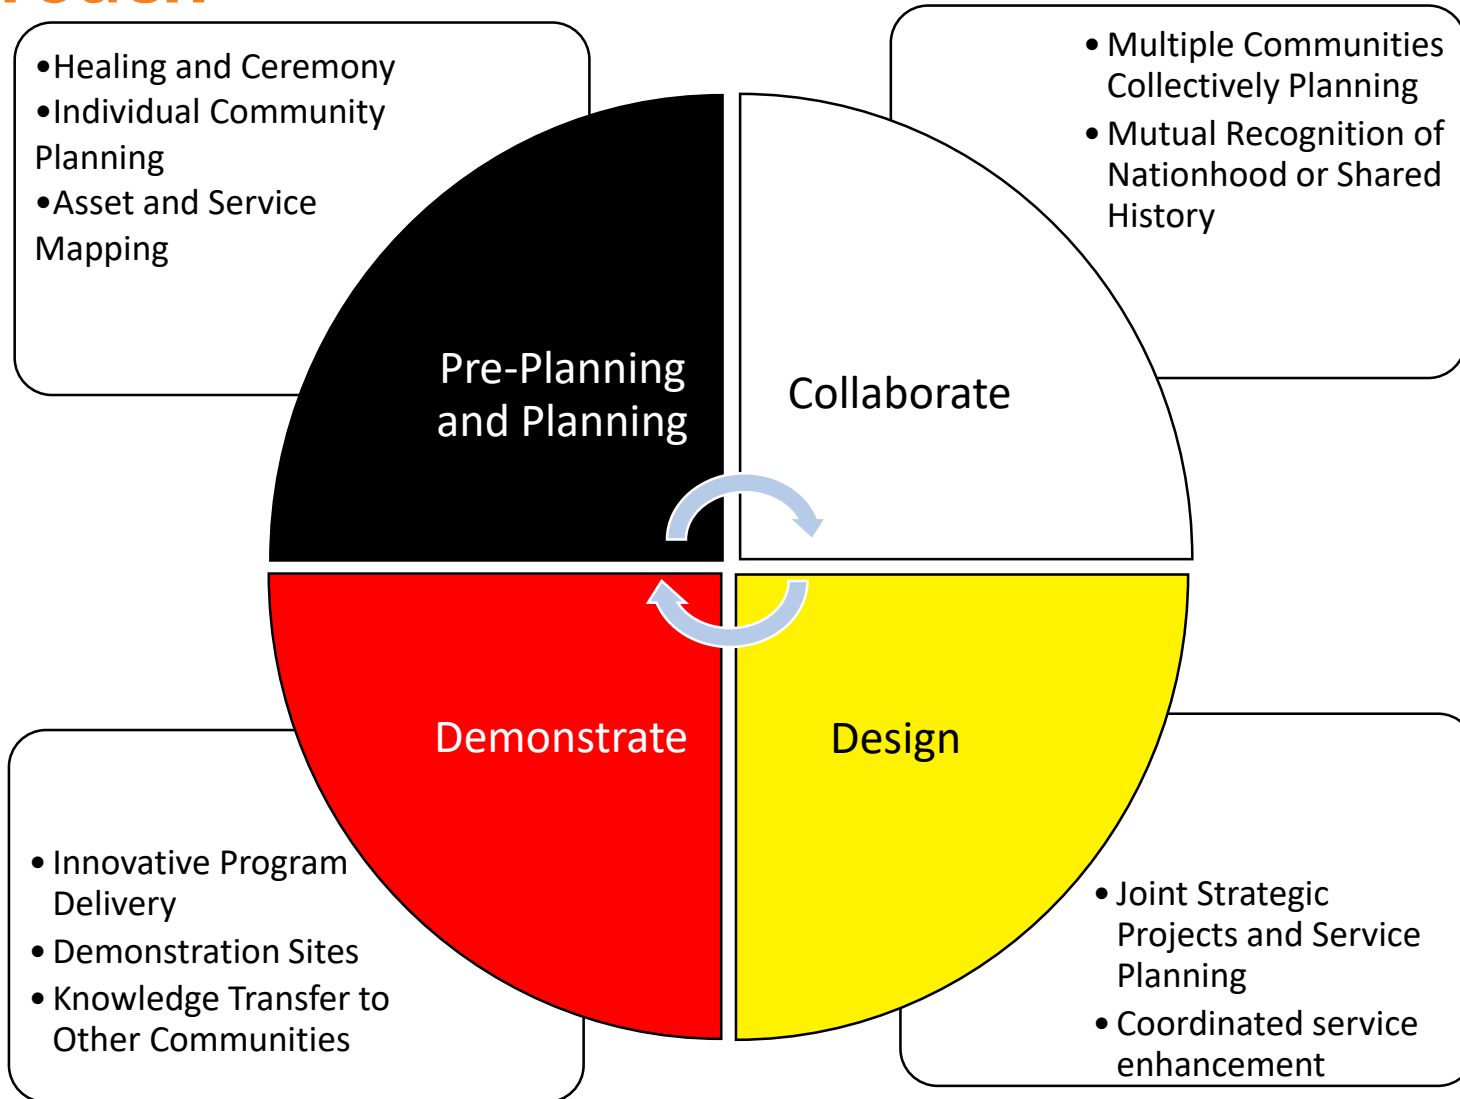 •Healing and Ceremony
•Individual Community
Planning
•Asset and Service
Mapping
• Multiple Communities
Collectively Planning
• Mutual Recognition of
Nationhood or Shared
History
Pre-Planning
and Planning
Collaborate
Demonstrate
Design
• Innovative Program
Delivery
• Demonstration Sites
• Knowledge Transfer to
Other Communities
• Joint Strategic
Projects and Service
Planning
• Coordinated service
enhancement